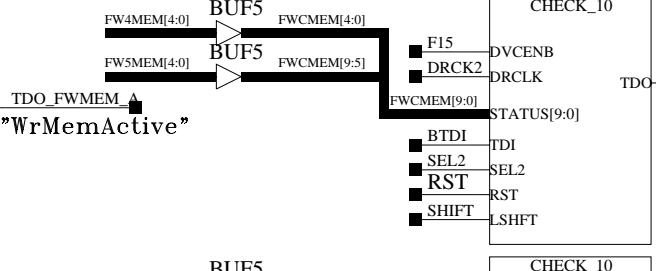 BUF5
CHECK_10
FW4MEM[4:0]
FWCMEM[4:0]
BUF5
F15
DVCENB
FW5MEM[4:0]
FWCMEM[9:5]
DRCK2
DRCLK
TDO
TDO_FWMEM_A
FWCMEM[9:0]
STATUS[9:0]
"WrMemActive"
BTDI
TDI
SEL2
SEL2
RST
RST
SHIFT
LSHFT
BUF5
CHECK_10